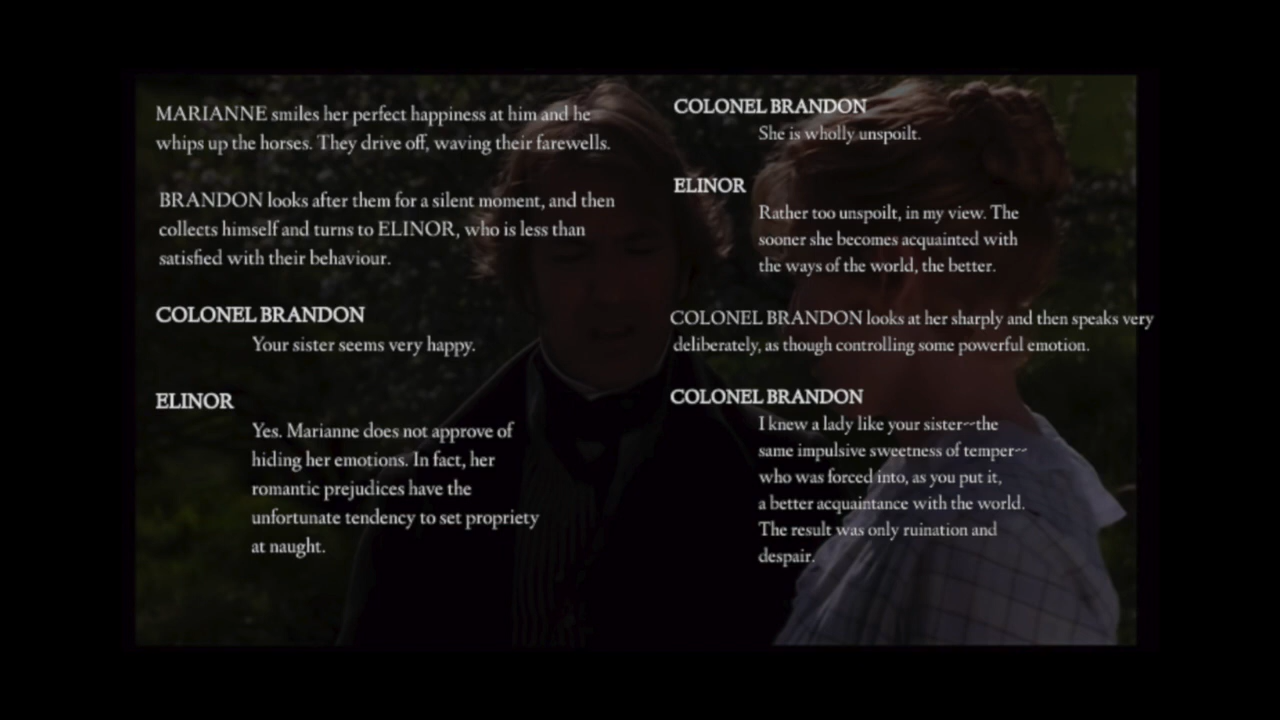 MARIANNE smiles her perfect happiness at him and he
whips up the horses. They drive off, waving their farewells.
BRANDON looks after them for a silent moment, and then
collects himself and turns to ELINOR, who is less than
satisfied with their behaviour.
COLONEL BRANDON
Your sister seems very happy.
ELINOR
Yes. Marianne does not approve of
hiding her emotions. In fact, her
romantic prejudices have the
unfortunate tendency to set propriety
at naught.
COLONEL BRANDON
She is wholly unspoilt.
ELINOR
Rather too unspoilt, in my view. The
sooner she becomes acquainted with
the ways of the world, the better.
COLONEL BRANDON looks at her sharply and then speaks very
deliberately, as though controlling some powerful emotion.
COLONEL BRANDON
I knew a lady like your sister~~the
same impulsive sweetness of temper~~
who was forced into, as you put it,
a better acquaintance with the world.
The result was only ruination and
despair.